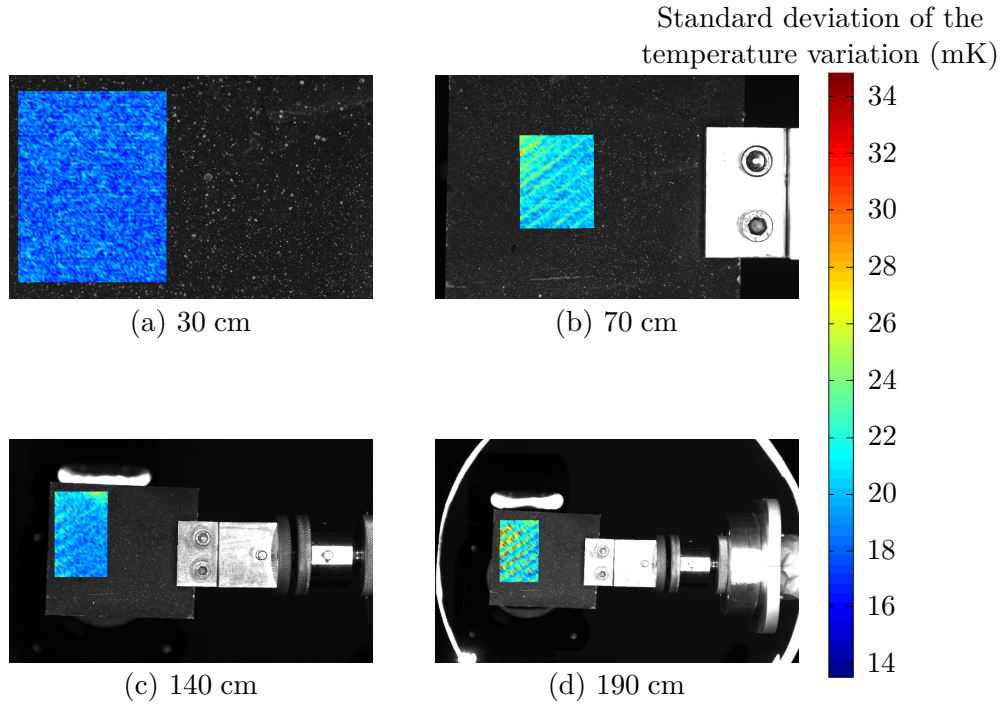 Standard deviation of the
temperature variation (mK)
34
32
30
28
26
24
22
20
18
16
14
(a) 30 cm
(b) 70 cm
(c) 140 cm
(d) 190 cm